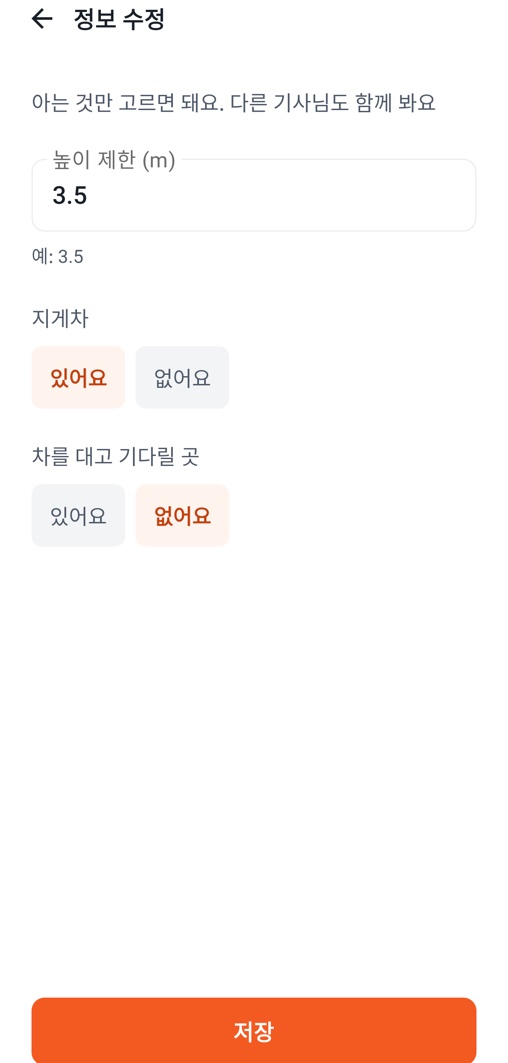 정보 수정
아는 것만 고르면 돼요. 다른 기사님도 함께 봐요
높이 제한 (m)
3.5
예: 3.5
지게차
있어요 없어요
차를 대고 기다릴 곳
있어요 없어요
저장